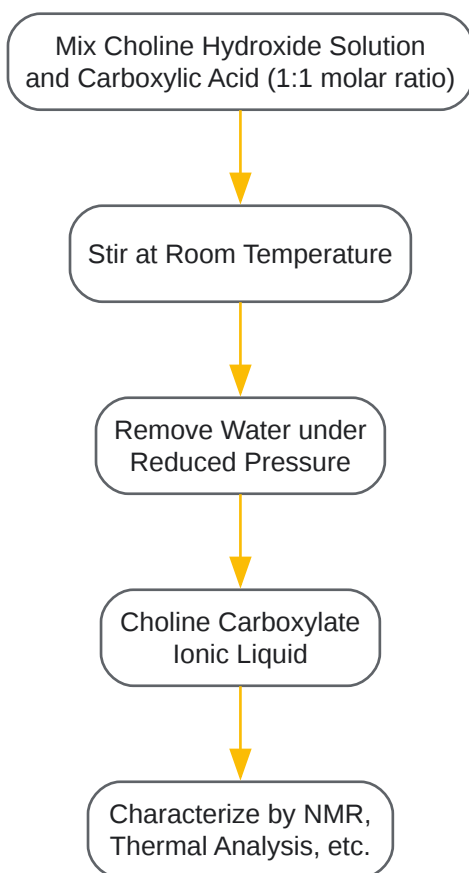 Mix Choline Hydroxide Solution
and Carboxylic Acid (1:1 molar ratio)
Stir at Room Temperature
Remove Water under
Reduced Pressure
Choline Carboxylate
Ionic Liquid
Characterize by NMR,
Thermal Analysis, etc.